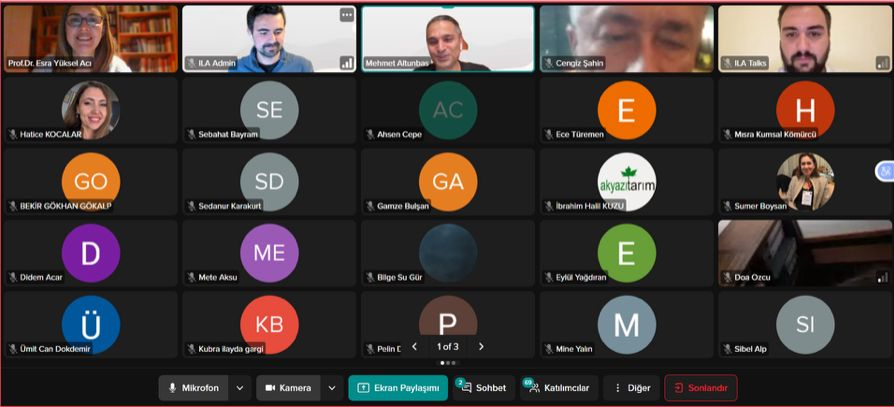 Prof.Dr. Esra Yüksel Acı
ILA Admin
Mehmet Altunbaş
Cengiz Şahin
ILA Talks
Hatice KOCALAR
SE
Sebahat Bayram
AC
Ahsen Cepe
E
Ece Türemen
H
Mısra Kumsal Kömürcü
GO
BEKİR GÖKHAN GÖKALP
SD
Sedanur Karakurt
GA
Gamze Bulşan
akyazıtarım
İbrahim Halil KUZU
Sumer Boysan
D
Didem Acar
ME
Mete Aksu
Bilge Su Gür
E
Eylül Yağdıran
Doa Ozcu
Ü
Ümit Can Dokdemir
KB
Kubra ilayda gargi
P
Pelin D
1 of 3
M
Mine Yalın
SI
Sibel Alp
Mikrofon
Kamera
Ekran Paylaşımı
2
Sohbet
69
Katılımcılar
Diğer
Sonlandır